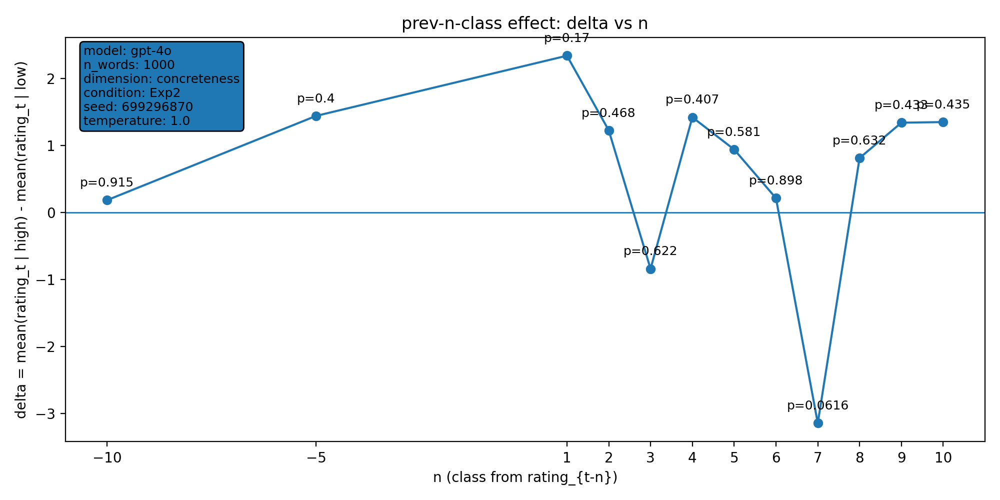 prev-n-class effect: delta vs n
model: gpt-4o
n_words: 1000
dimension: concreteness
condition: Exp2
seed: 699296870
temperature: 1.0
delta = mean(rating_t | high) - mean(rating_t | low)
2
1
0
−1
−2
−3
p=0.915
p=0.4
p=0.17
p=0.468
p=0.622
p=0.407
p=0.581
p=0.898
p=0.0616
p=0.632
p=0.433
p=0.435
−10
−5
1
2
3
4
5
6
7
8
9
10
n (class from rating_{t-n})